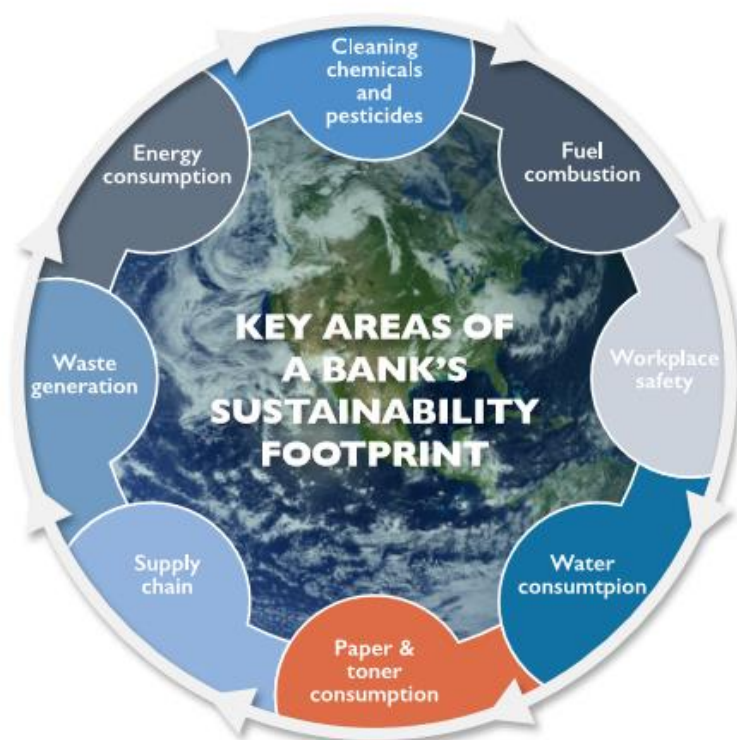 Cleaning
chemicals
and
pesticides
Fuel
combustion
Workplace
safety
Water
consumtpion
Paper &
toner
consumption
Supply
chain
Waste
generation
Energy
consumption
KEY AREAS OF
A BANK'S
SUSTAINABILITY
FOOTPRINT